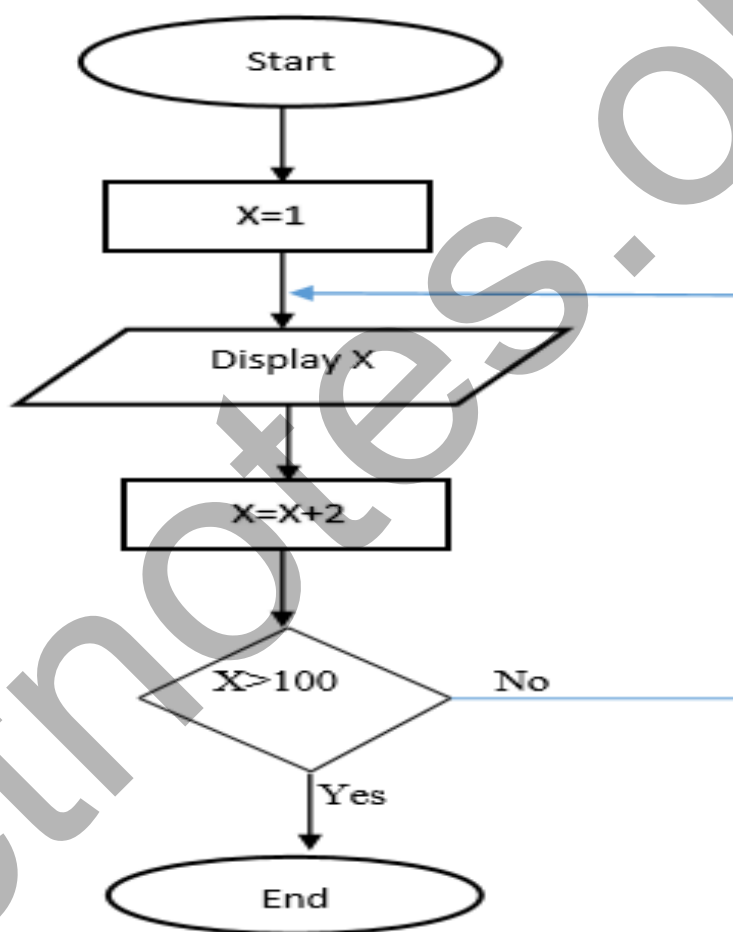 Start
X=1
Display X
X=X+2
X>100
No
Yes
End